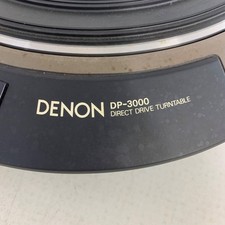 DENON DP-3000
DIRECT DRIVE TURNTABLE